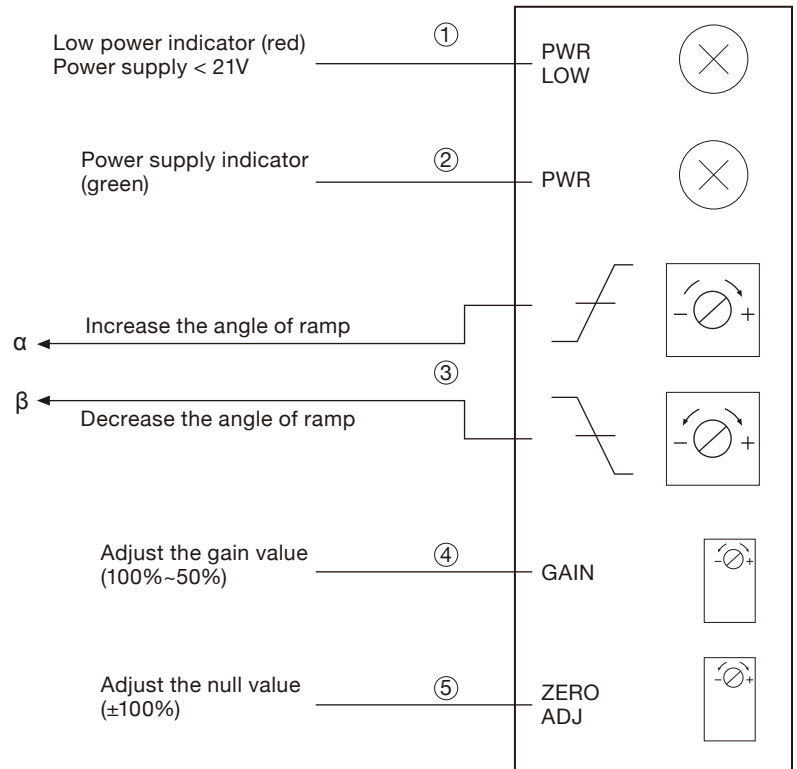 Low power indicator (red)
Power supply < 21V
①
PWR
LOW
Power supply indicator
(green)
②
PWR
α
Increase the angle of ramp
- +
③
β
Decrease the angle of ramp
- +
Adjust the gain value
(100%~50%)
④
GAIN
- +
Adjust the null value
(±100%)
⑤
ZERO
ADJ
- +